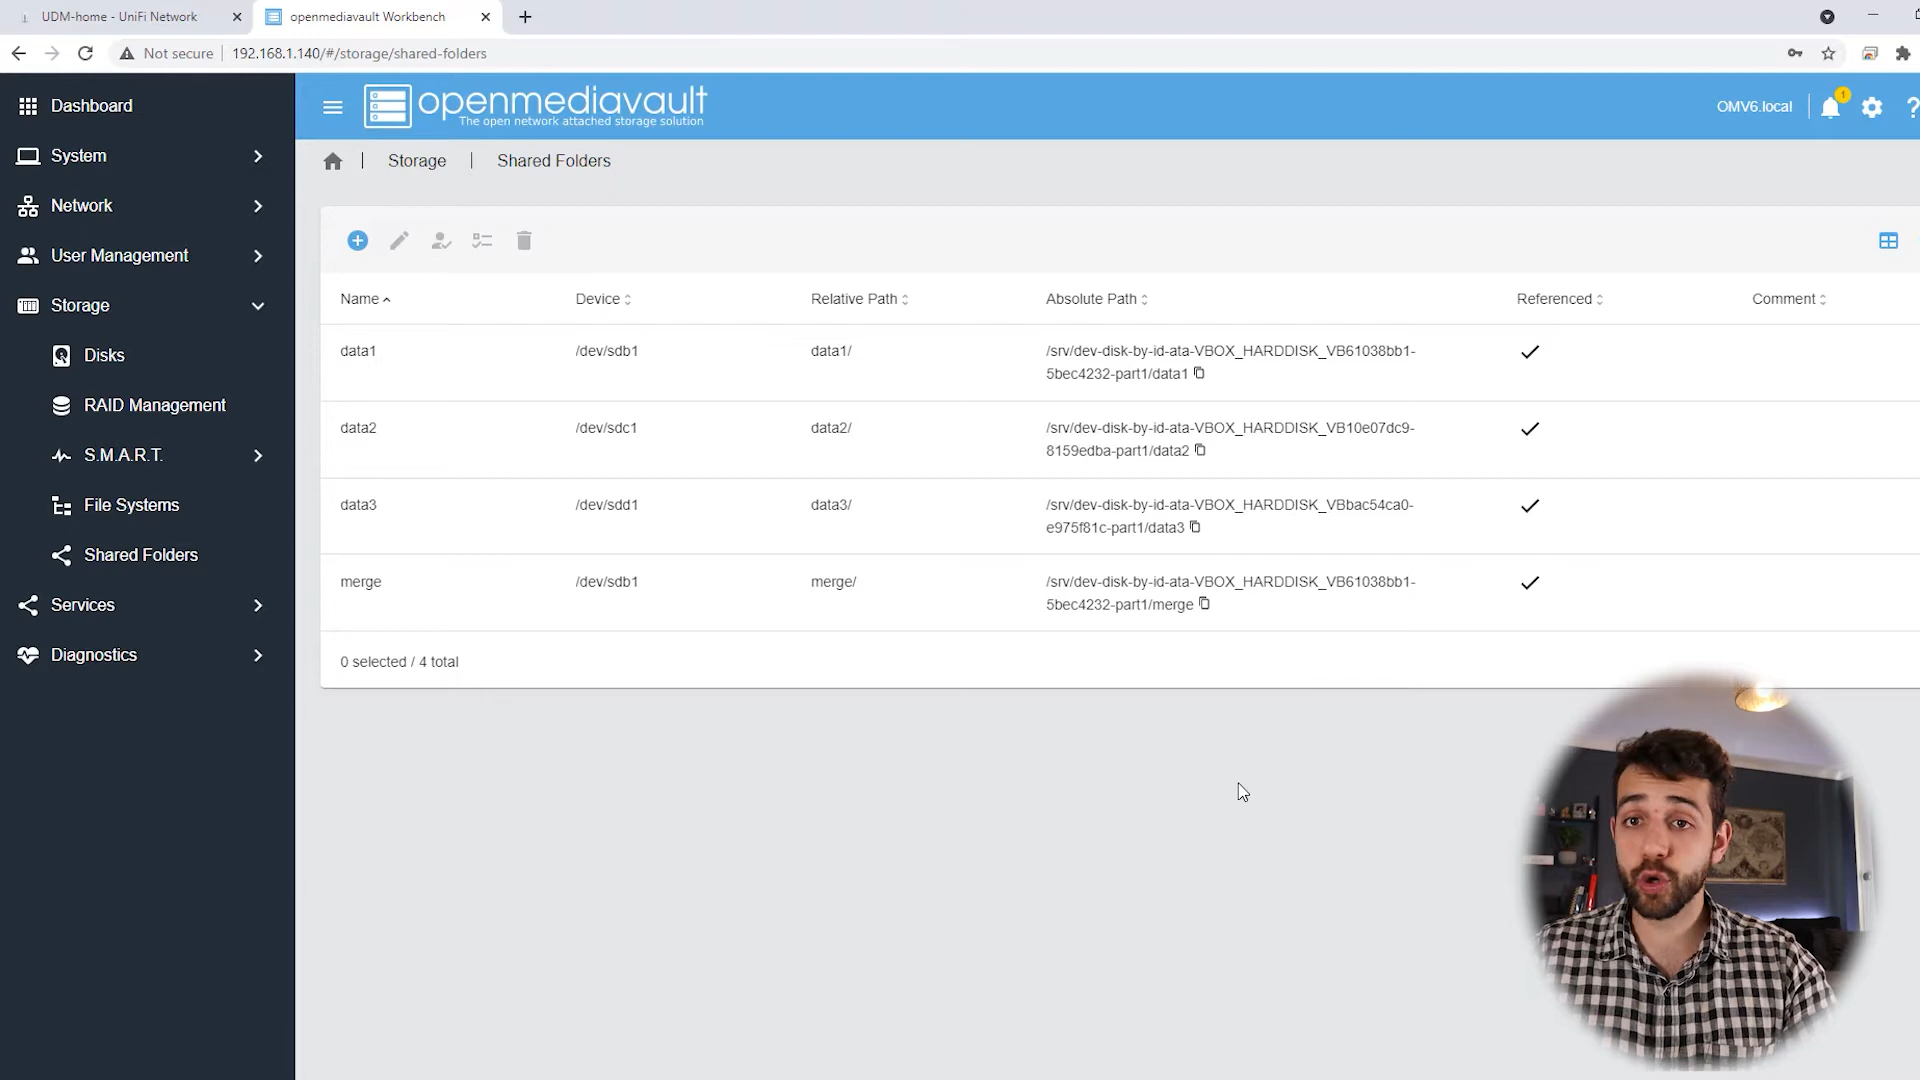 UDM-home - UniFi Network
openmediavault Workbench
Not secure
192.168.1.140/#/storage/shared-folders
Dashboard
System
Network
User Management
Storage
Disks
RAID Management
S.M.A.R.T.
File Systems
Shared Folders
Services
Diagnostics
openmediavault
The open network attached storage solution
OMV6.local
1
?
Storage | Shared Folders
Name Device Relative Path Absolute Path Referenced Comment
data1 /dev/sdb1 data1/ /srv/dev-disk-by-id-ata-VBOX_HARDDISK_VB61038bb1-
5bec4232-part1/data1
data2 /dev/sdc1 data2/ /srv/dev-disk-by-id-ata-VBOX_HARDDISK_VB10e07dc9-
8159edba-part1/data2
data3 /dev/sdd1 data3/ /srv/dev-disk-by-id-ata-VBOX_HARDDISK_VBbac54ca0-
e975f81c-part1/data3
merge /dev/sdb1 merge/ /srv/dev-disk-by-id-ata-VBOX_HARDDISK_VB61038bb1-
5bec4232-part1/merge
0 selected / 4 total